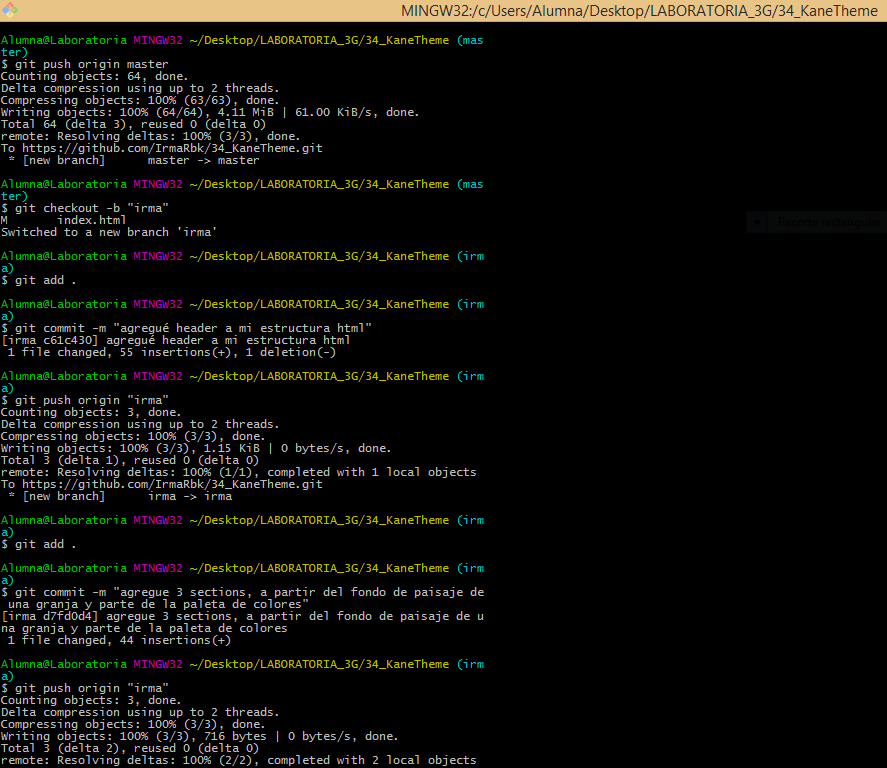 MINGW32:/c/Users/Alumna/Desktop/LABORATORIA_3G/34_KaneTheme
Alumna@Laboratoria MINGW32 ~/Desktop/LABORATORIA_3G/34_KaneTheme (mas
ter)
$ git push origin master
Counting objects: 64, done.
Delta compression using up to 2 threads.
Compressing objects: 100% (63/63), done.
Writing objects: 100% (64/64), 4.11 MiB | 61.00 KiB/s, done.
Total 64 (delta 3), reused 0 (delta 0)
remote: Resolving deltas: 100% (3/3), done.
To https://github.com/IrmaRbk/34_KaneTheme.git
 * [new branch]      master -> master
Alumna@Laboratoria MINGW32 ~/Desktop/LABORATORIA_3G/34_KaneTheme (mas
ter)
$ git checkout -b "irma"
M       index.html
Switched to a new branch 'irma'
Alumna@Laboratoria MINGW32 ~/Desktop/LABORATORIA_3G/34_KaneTheme (irm
a)
$ git add .
Alumna@Laboratoria MINGW32 ~/Desktop/LABORATORIA_3G/34_KaneTheme (irm
a)
$ git commit -m "agregué header a mi estructura html"
[irma c61c430] agregué header a mi estructura html
 1 file changed, 55 insertions(+), 1 deletion(-)
Alumna@Laboratoria MINGW32 ~/Desktop/LABORATORIA_3G/34_KaneTheme (irm
a)
$ git push origin "irma"
Counting objects: 3, done.
Delta compression using up to 2 threads.
Compressing objects: 100% (3/3), done.
Writing objects: 100% (3/3), 1.15 KiB | 0 bytes/s, done.
Total 3 (delta 1), reused 0 (delta 0)
remote: Resolving deltas: 100% (1/1), completed with 1 local objects
To https://github.com/IrmaRbk/34_KaneTheme.git
 * [new branch]      irma -> irma
Alumna@Laboratoria MINGW32 ~/Desktop/LABORATORIA_3G/34_KaneTheme (irm
a)
$ git add .
Alumna@Laboratoria MINGW32 ~/Desktop/LABORATORIA_3G/34_KaneTheme (irm
a)
$ git commit -m "agregue 3 sections, a partir del fondo de paisaje de
 una granja y parte de la paleta de colores"
[irma d7fd0d4] agregue 3 sections, a partir del fondo de paisaje de u
na granja y parte de la paleta de colores
 1 file changed, 44 insertions(+)
Alumna@Laboratoria MINGW32 ~/Desktop/LABORATORIA_3G/34_KaneTheme (irm
a)
$ git push origin "irma"
Counting objects: 3, done.
Delta compression using up to 2 threads.
Compressing objects: 100% (3/3), done.
Writing objects: 100% (3/3), 716 bytes | 0 bytes/s, done.
Total 3 (delta 2), reused 0 (delta 0)
remote: Resolving deltas: 100% (2/2), completed with 2 local objects